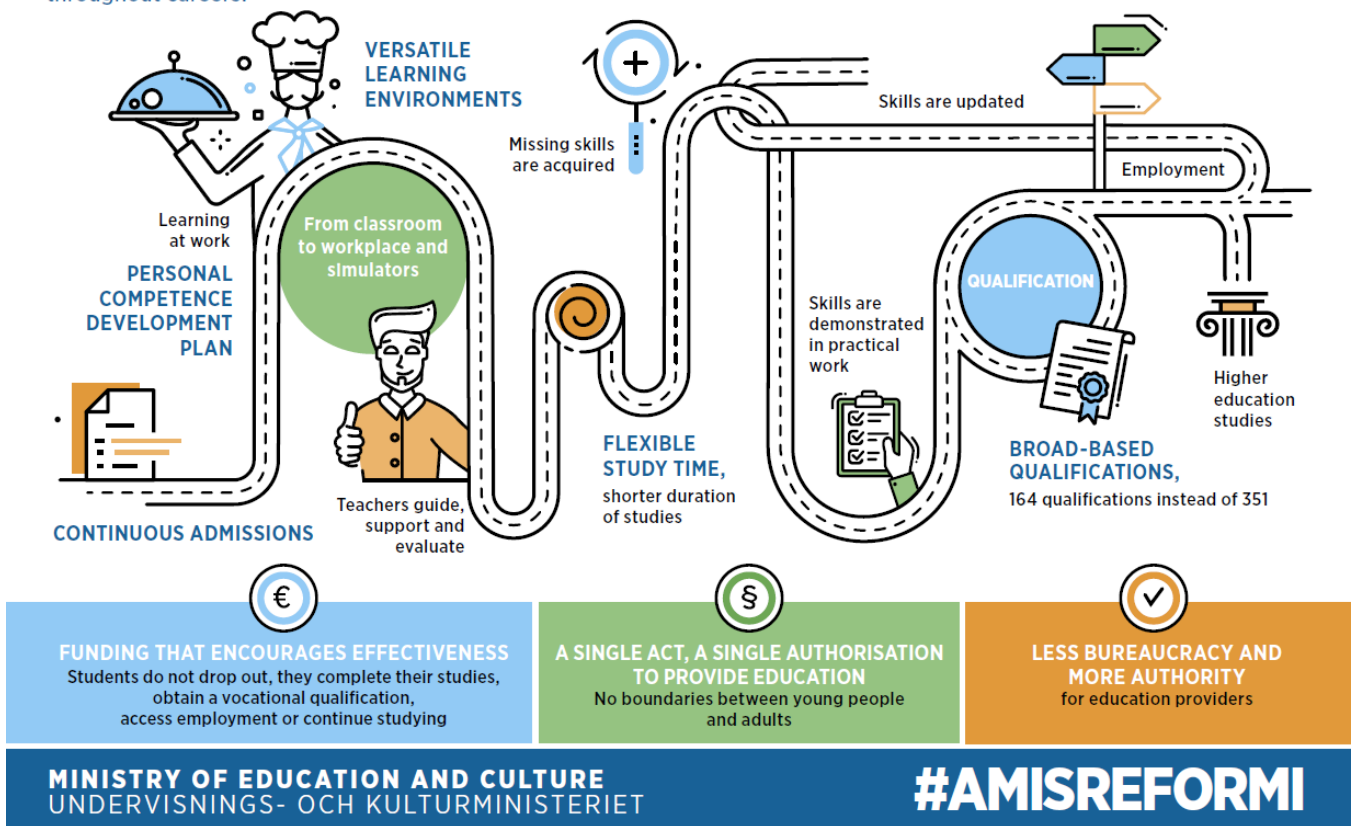 throughout careers.
VERSATILE
LEARNING
ENVIRONMENTS
Missing skills
are acquired
Skills are updated
Employment
Learning
at work
From classroom
to workplace and
simulators
PERSONAL
COMPETENCE
DEVELOPMENT
PLAN
Skills are
demonstrated
in practical
work
QUALIFICATION
Higher
education
studies
FLEXIBLE
STUDY TIME,
shorter duration
of studies
BROAD-BASED
QUALIFICATIONS,
164 qualifications instead of 351
Teachers guide,
support and
evaluate
CONTINUOUS ADMISSIONS
€
§
FUNDING THAT ENCOURAGES EFFECTIVENESS
Students do not drop out, they complete their studies,
obtain a vocational qualification,
access employment or continue studying
A SINGLE ACT, A SINGLE AUTHORISATION
TO PROVIDE EDUCATION
No boundaries between young people
and adults
LESS BUREAUCRACY AND
MORE AUTHORITY
for education providers
MINISTRY OF EDUCATION AND CULTURE
UNDERVISNINGS- OCH KULTURMINISTERIET
#AMISREFORMI